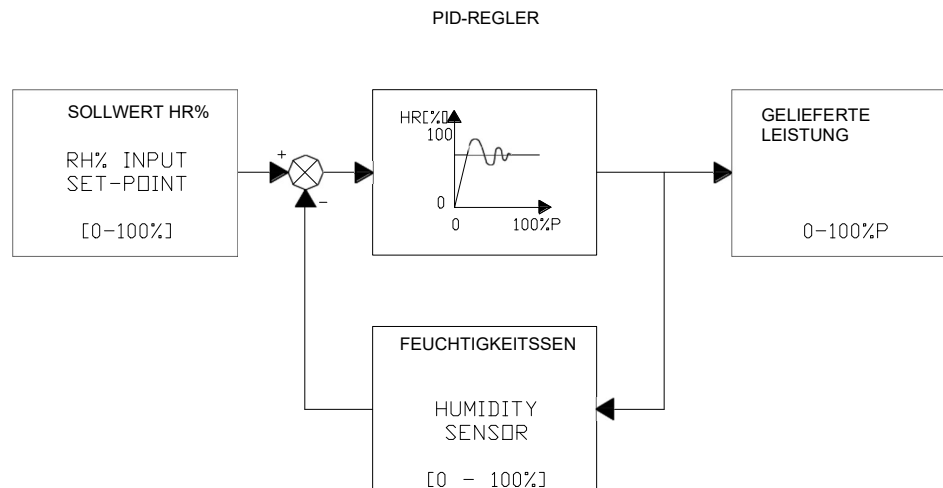 PID-REGLER
SOLLWERT HR%
RH% INPUT
SET-POINT
[0-100%]
+
-
HR[%]
100
0
0
100%P
GELIEFERTE
LEISTUNG
0-100%P
FEUCHTIGKEITSSEN
HUMIDITY
SENSOR
[0 - 100%]